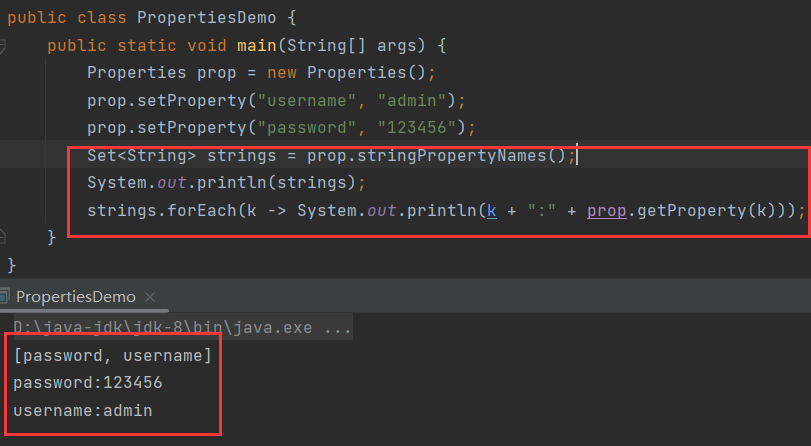 public class PropertiesDemo {
public static void main(String[] args) {
Properties prop = new Properties();
prop.setProperty("username", "admin");
prop.setProperty("password", "123456");
Set<String> strings = prop.stringPropertyNames();
System.out.println(strings);
strings.forEach(k -> System.out.println(k + ":" + prop.getProperty(k)));
}
}
PropertiesDemo ×
D:\java-jdk\jdk-8\bin\java.exe ...
[password, username]
password:123456
username:admin